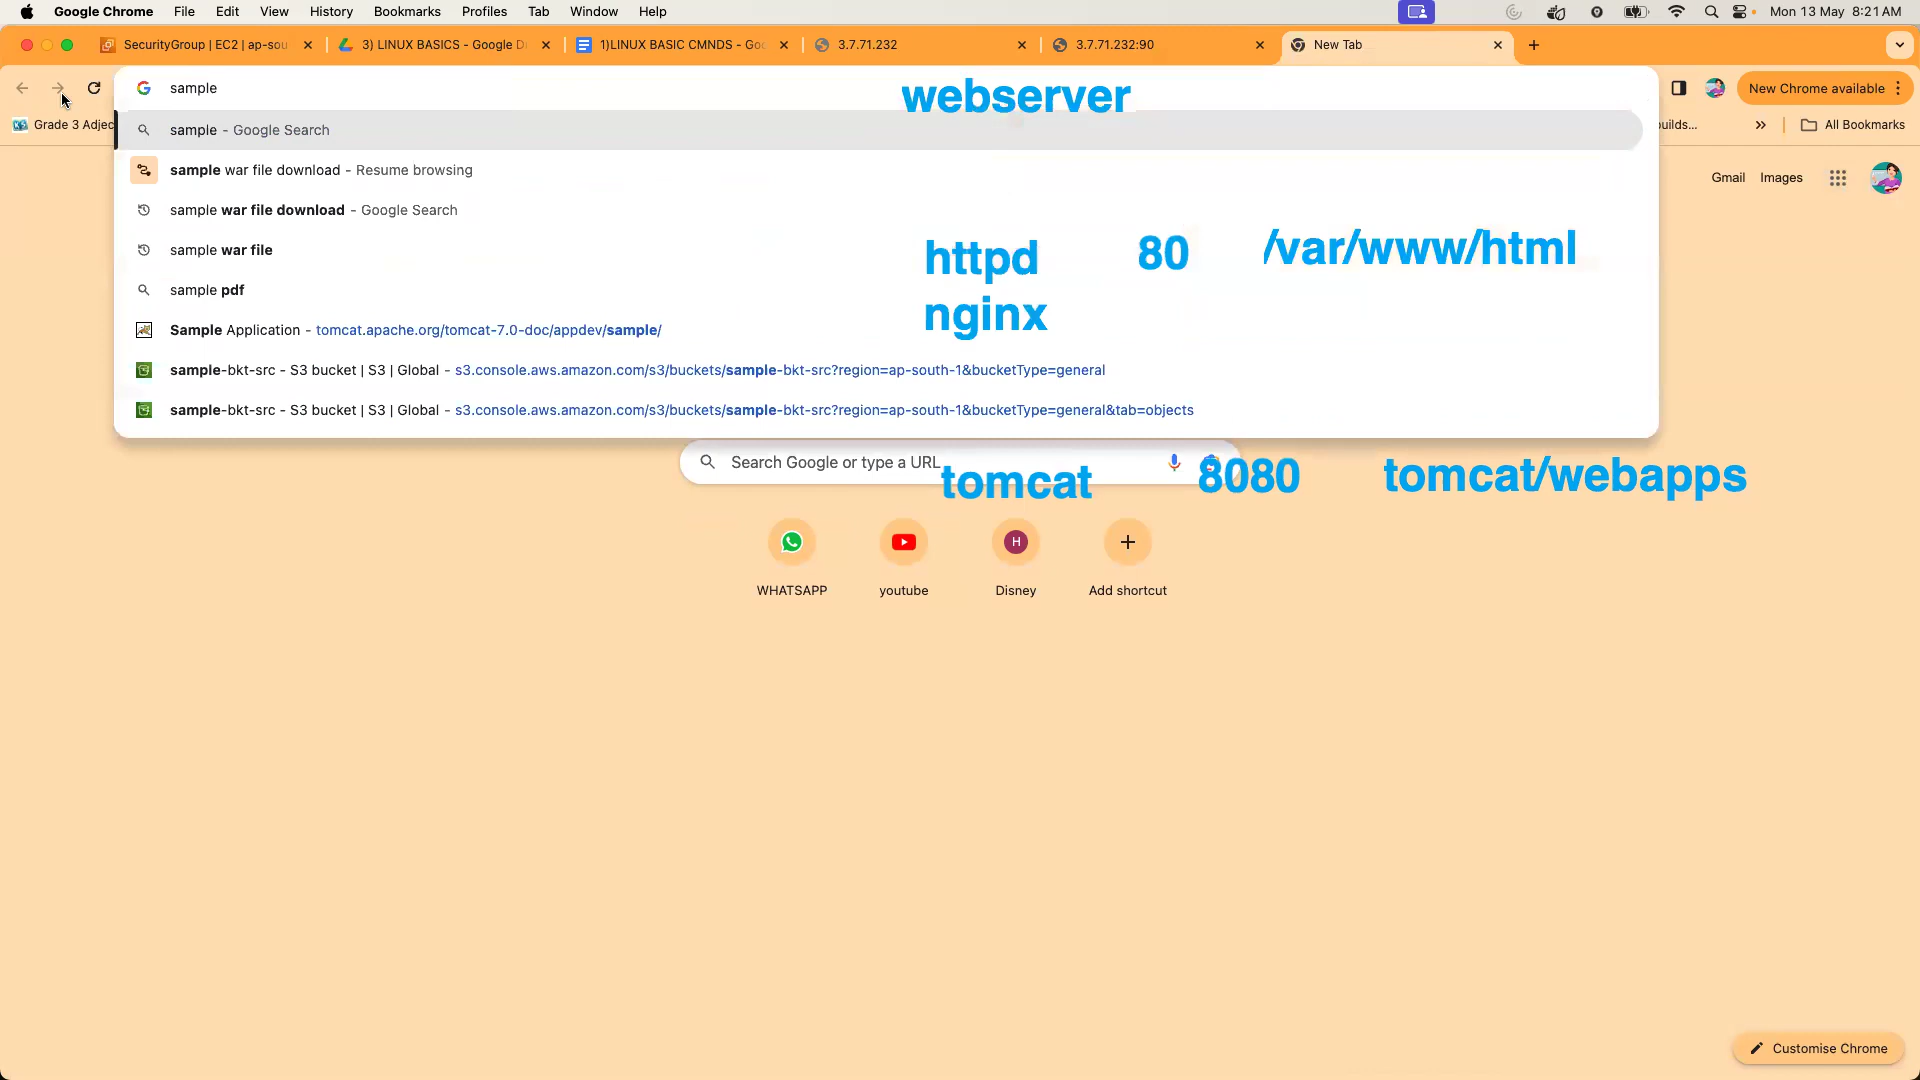 Google Chrome File Edit View History Bookmarks Profiles Tab Window Help Mon 13 May 8:21 AM
SecurityGroup | EC2 | ap-sou 3) LINUX BASICS - Google D 1)LINUX BASIC CMNDS - Goo 3.7.71.232 3.7.71.232:90 New Tab
sample New Chrome available
webserver
Grade 3 Adjec sample - Google Search builds... All Bookmarks
sample war file download - Resume browsing
Gmail Images
sample war file download - Google Search
sample war file
httpd 80 /var/www/html
sample pdf
nginx
Sample Application - tomcat.apache.org/tomcat-7.0-doc/appdev/sample/
sample-bkt-src - S3 bucket | S3 | Global - s3.console.aws.amazon.com/s3/buckets/sample-bkt-src?region=ap-south-1&bucketType=general
sample-bkt-src - S3 bucket | S3 | Global - s3.console.aws.amazon.com/s3/buckets/sample-bkt-src?region=ap-south-1&bucketType=general&tab=objects
Search Google or type a URL
tomcat 8080 tomcat/webapps
H
WHATSAPP youtube Disney Add shortcut
Customise Chrome